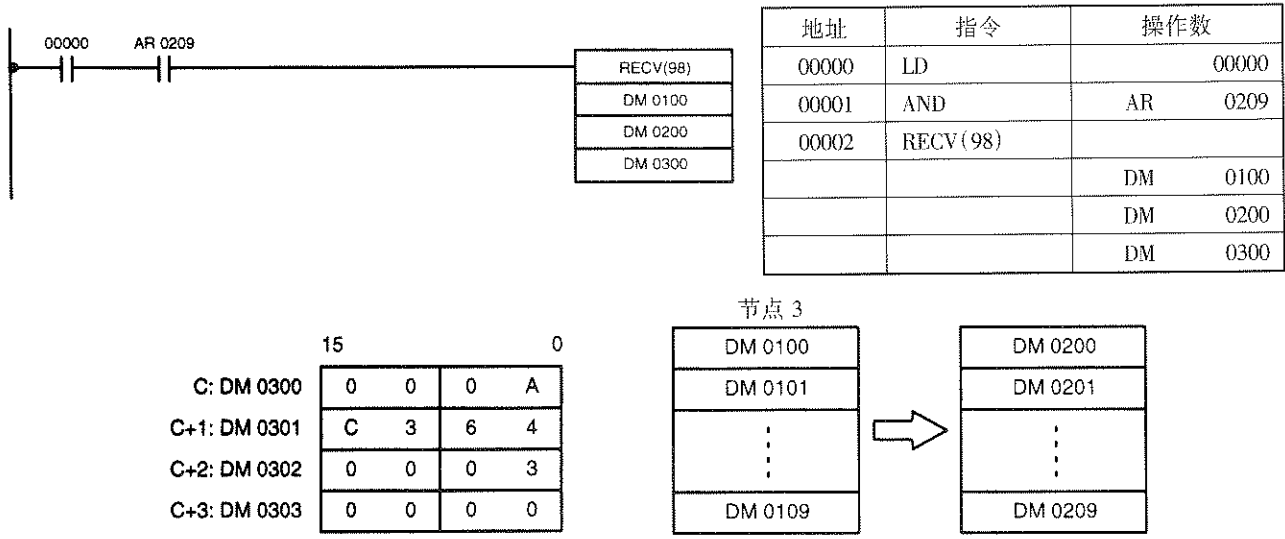 00000 AR 0209
RECV(98)
DM 0100
DM 0200
DM 0300
地址 指令 操作数
00000 LD 00000
00001 AND AR 0209
00002 RECV(98)
DM 0100
DM 0200
DM 0300
15 0
C: DM 0300 0 0 0 A
C+1: DM 0301 C 3 6 4
C+2: DM 0302 0 0 0 3
C+3: DM 0303 0 0 0 0
节点 3
DM 0100 DM 0200
DM 0101 DM 0201
DM 0109 DM 0209